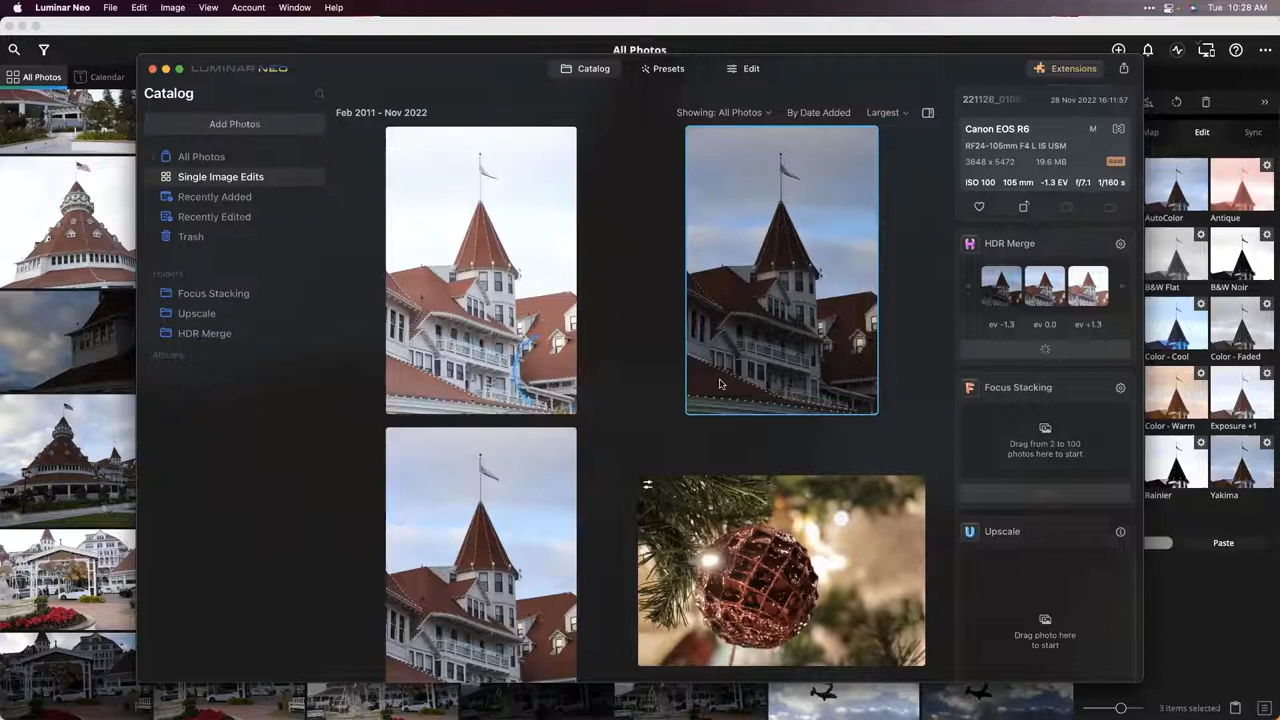 Luminar Neo File Edit Image View Account Window Help
Tue 10:28 AM
All Photos
All Photos
Calendar
LUMINAR NEO
Catalog
Presets
Edit
Extensions
Catalog
Add Photos
All Photos
Single Image Edits
Recently Added
Recently Edited
Trash
Folders
Focus Stacking
Upscale
HDR Merge
Albums
Feb 2011 - Nov 2022
Showing: All Photos
By Date Added
Largest
28 Nov 2022 16:11:57
Canon EOS R6
M
RF24-105mm F4 L IS USM
3648 x 5472
19.6 MB
RAW
ISO 100
105 mm
-1.3 EV
f/7.1
1/160 s
HDR Merge
ev -1.3
ev 0.0
ev +1.3
Focus Stacking
Drag from 2 to 100
photos here to start
Upscale
Drag photo here
to start
Map
Edit
Sync
AutoColor
Antique
B&W Flat
B&W Noir
Color - Cool
Color - Faded
Color - Warm
Exposure +1
Rainier
Yakima
Paste
3 items selected